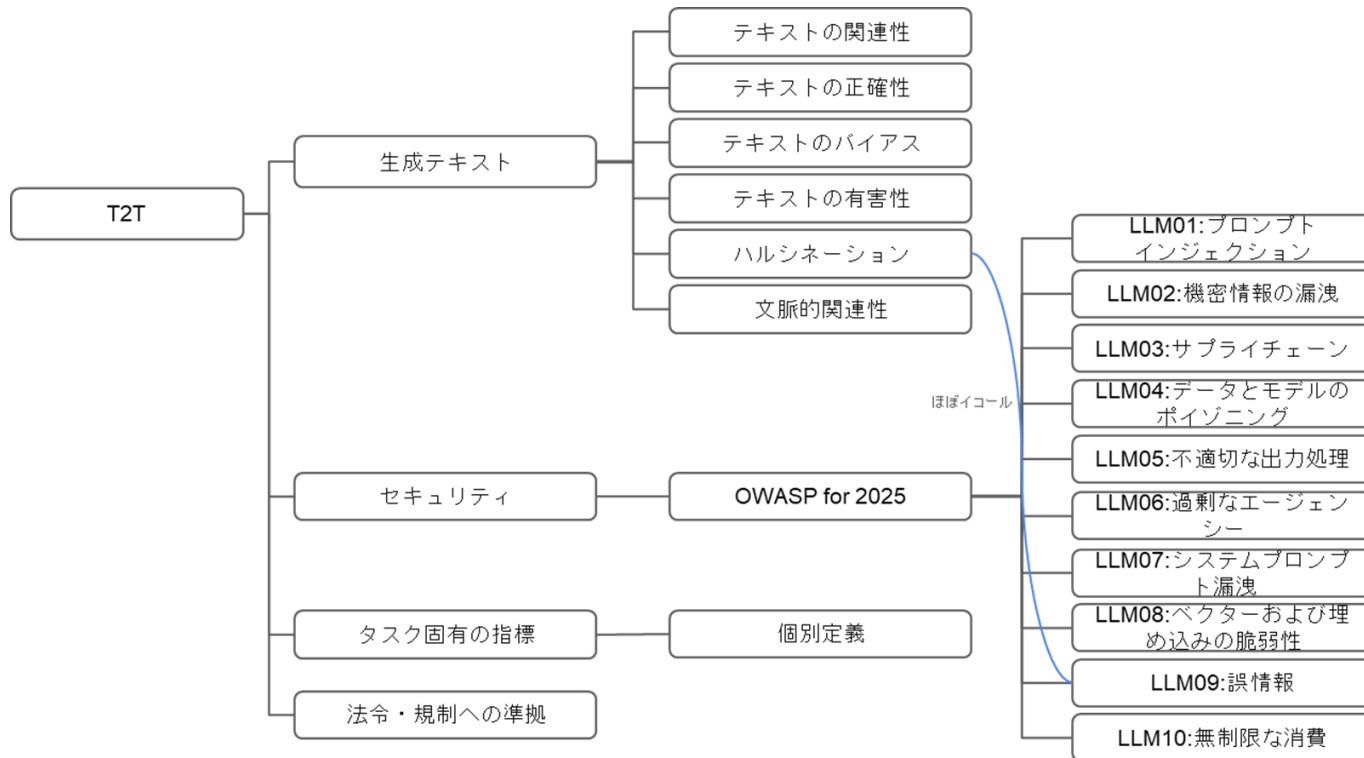 T2T
生成テキスト
テキストの関連性
テキストの正確性
テキストのバイアス
テキストの有害性
ハルシネーション
文脈的関連性
ほぼイコール
セキュリティ
OWASP for 2025
LLM01:プロンプト
インジェクション
LLM02:機密情報の漏洩
LLM03:サプライチェーン
LLM04:データとモデルの
ポイゾニング
LLM05:不適切な出力処理
LLM06:過剰なエージェン
シー
LLM07:システムプロンプ
ト漏洩
LLM08:ベクターおよび埋
め込みの脆弱性
LLM09:誤情報
LLM10:無制限な消費
タスク固有の指標
個別定義
法令・規制への準拠